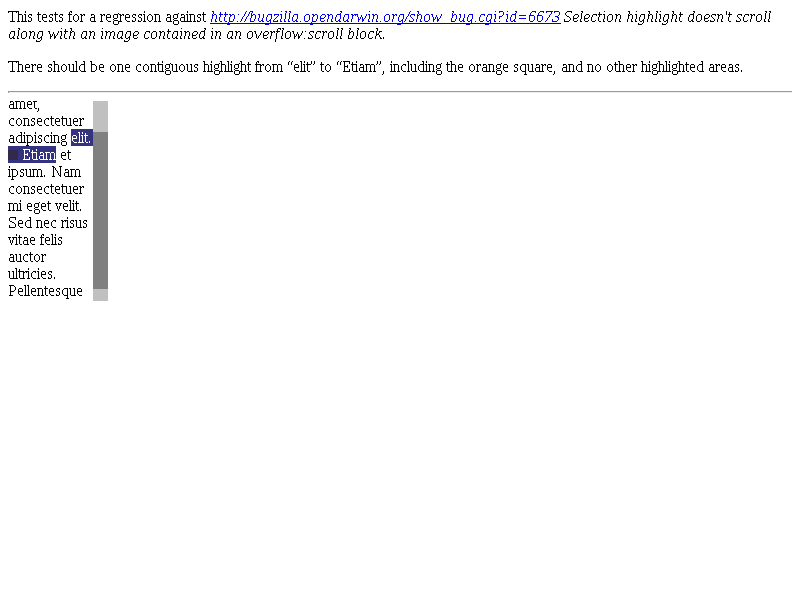 This tests for a regression against http://bugzilla.opendarwin.org/show_bug.cgi?id=6673 Selection highlight doesn't scroll
along with an image contained in an overflow:scroll block.
There should be one contiguous highlight from “elit” to “Etiam”, including the orange square, and no other highlighted areas.
amet,
consectetuer
adipiscing elit.
Etiam et
ipsum. Nam
consectetuer
mi eget velit.
Sed nec risus
vitae felis
auctor
ultricies.
Pellentesque